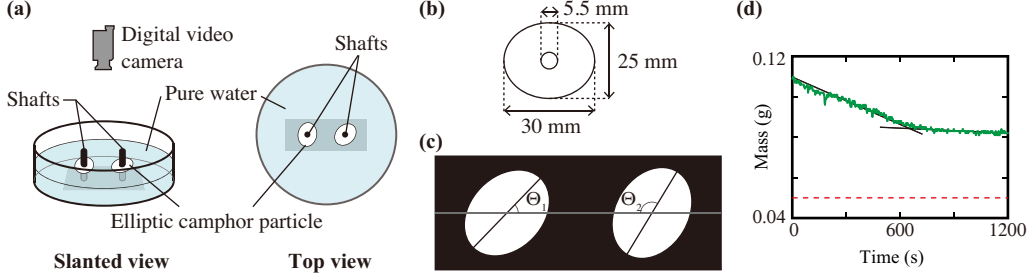 (a)
Digital video
camera
Shafts
Shafts
Pure water
Elliptic camphor particle
Slanted view
Top view
(b)
5.5 mm
25 mm
30 mm
(c)
Θ1
Θ2
(d)
0.12
Mass (g)
0.04
0
600
1200
Time (s)